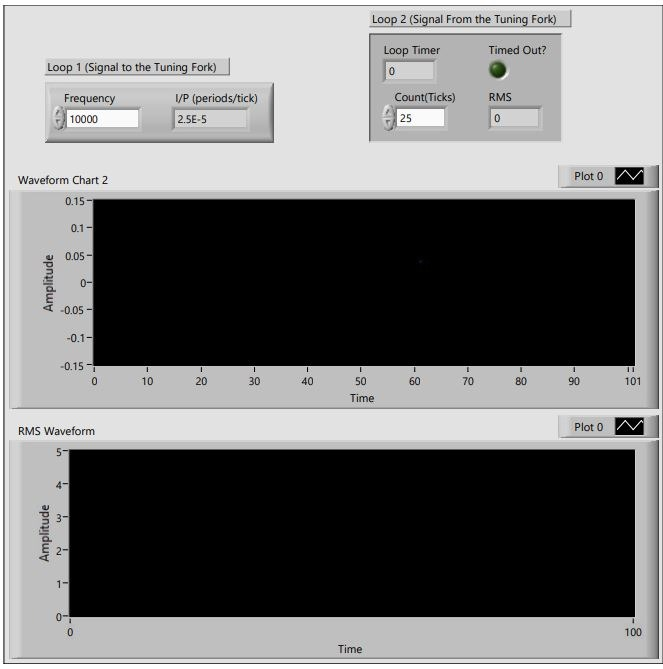 Loop 2 (Signal From the Tuning Fork)
Loop Timer Timed Out?
0
Loop 1 (Signal to the Tuning Fork)
Frequency I/P (periods/tick)
10000 2.5E-5
Count(Ticks) RMS
25 0
Plot 0
Waveform Chart 2
0.15
0.1
0.05
0
-0.05
-0.1
-0.15
Amplitude
0 10 20 30 40 50 60 70 80 90 101
Time
Plot 0
RMS Waveform
5
4
3
2
1
0
Amplitude
0 100
Time